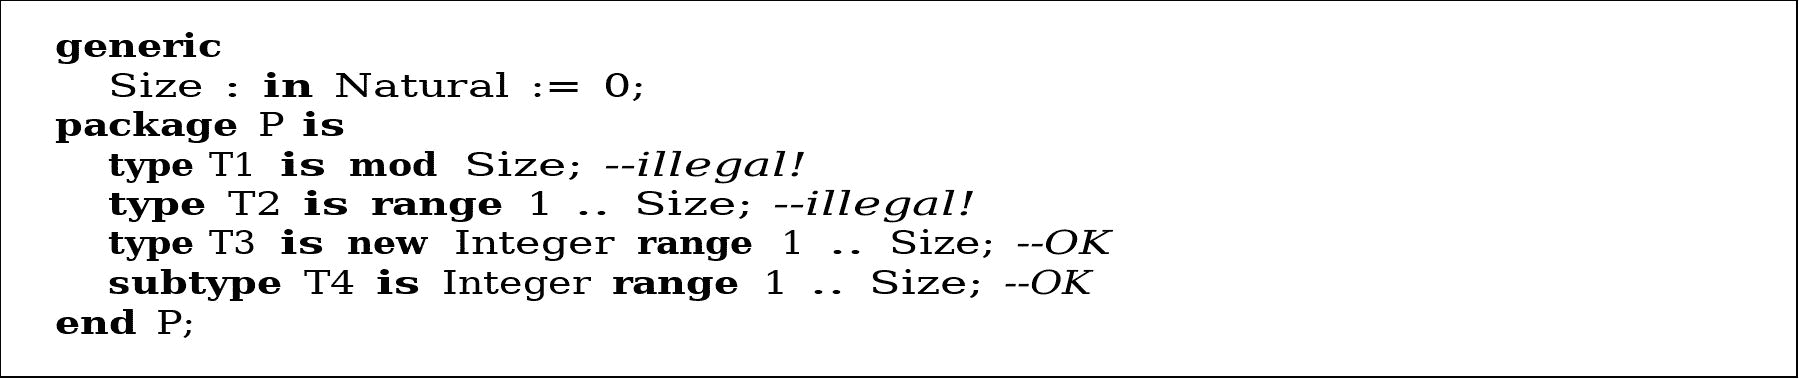 generic
Size : in Natural := 0;
package P is
type T1 is mod Size; --illegal!
type T2 is range 1 .. Size; --illegal!
type T3 is new Integer range 1 .. Size; --OK
subtype T4 is Integer range 1 .. Size; --OK
end P;